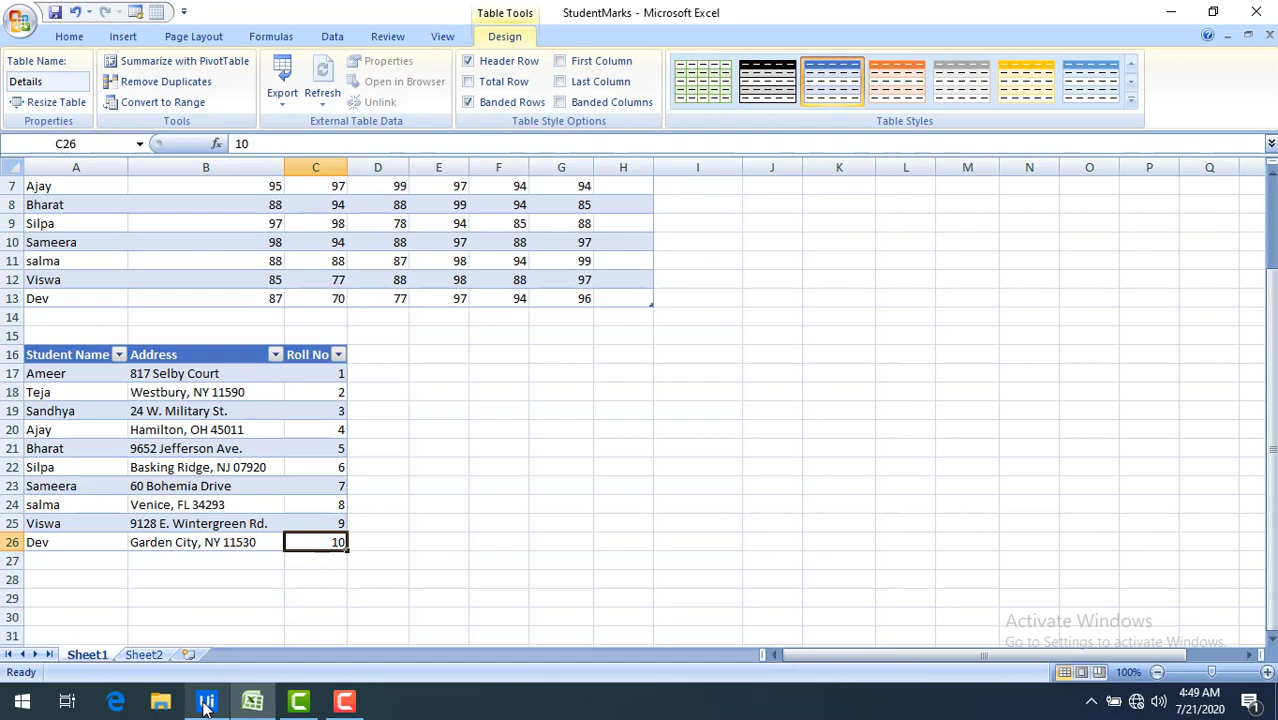 Table Tools
StudentMarks - Microsoft Excel
Home Insert Page Layout Formulas Data Review View Design
Table Name:
Details
Resize Table
Properties
Summarize with PivotTable
Remove Duplicates
Convert to Range
Tools
Export Refresh
Properties
Open in Browser
Unlink
External Table Data
Header Row First Column
Total Row Last Column
Banded Rows Banded Columns
Table Style Options
Table Styles
C26 fx 10
A B C D E F G H I J K L M N O P Q
7 Ajay 95 97 99 97 94 94
8 Bharat 88 94 88 99 94 85
9 Silpa 97 98 78 94 85 88
10 Sameera 98 94 88 97 88 97
11 salma 88 88 87 98 94 99
12 Viswa 85 77 88 98 88 97
13 Dev 87 70 77 97 94 96
14
15
16 Student Name Address Roll No
17 Ameer 817 Selby Court 1
18 Teja Westbury, NY 11590 2
19 Sandhya 24 W. Military St. 3
20 Ajay Hamilton, OH 45011 4
21 Bharat 9652 Jefferson Ave. 5
22 Silpa Basking Ridge, NJ 07920 6
23 Sameera 60 Bohemia Drive 7
24 salma Venice, FL 34293 8
25 Viswa 9128 E. Wintergreen Rd. 9
26 Dev Garden City, NY 11530 10
27
28
29
30
31
Activate Windows
Go to Settings to activate Windows.
Sheet1 Sheet2
Ready 100%
Ui
4:49 AM
7/21/2020
1